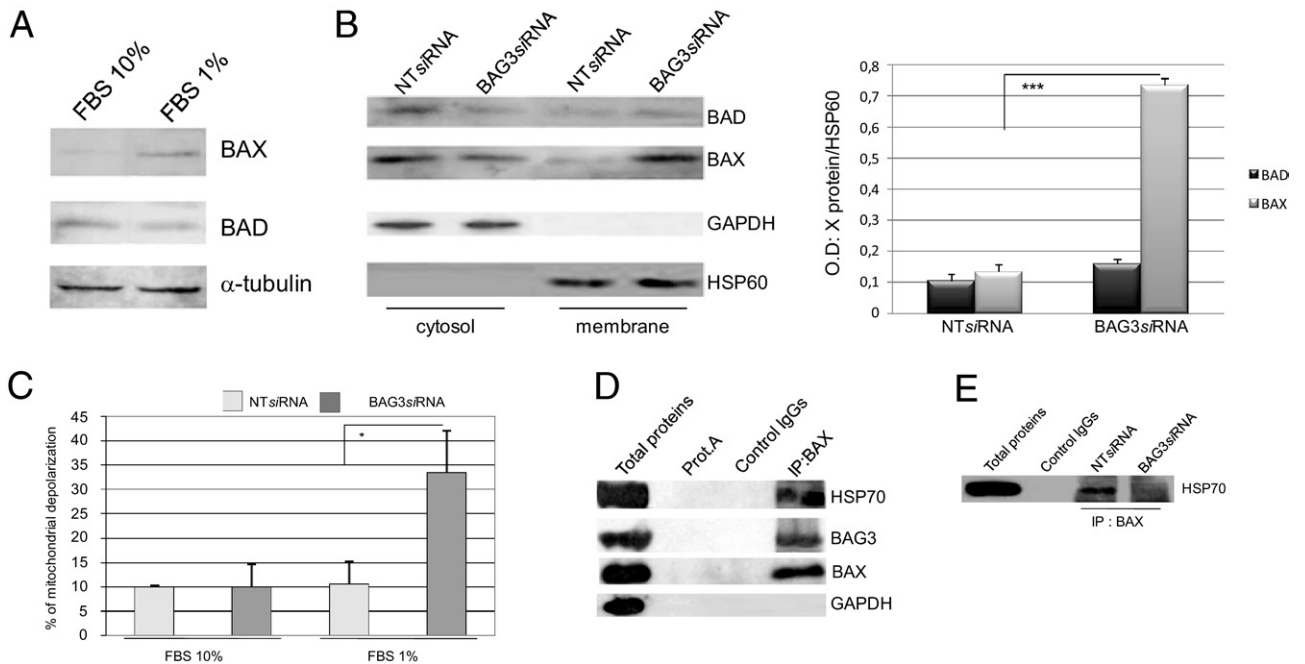 A
FBS 10%
FBS 1%
BAX
BAD
α-tubulin
B
NTsiRNA
BAG3siRNA
NTsiRNA
BAG3siRNA
BAD
BAX
GAPDH
HSP60
cytosol
membrane
O.D: X protein/HSP60
0,8
0,7
0,6
0,5
0,4
0,3
0,2
0,1
0
***
NTsiRNA
BAG3siRNA
BAD
BAX
C
NTsiRNA
BAG3siRNA
% of mitochondrial depolarization
45
40
35
30
25
20
15
10
5
0
*
FBS 10%
FBS 1%
D
Total proteins
Prot.A
Control IgGs
IP:BAX
HSP70
BAG3
BAX
GAPDH
E
Total proteins
Control IgGs
NTsiRNA
BAG3siRNA
HSP70
IP : BAX